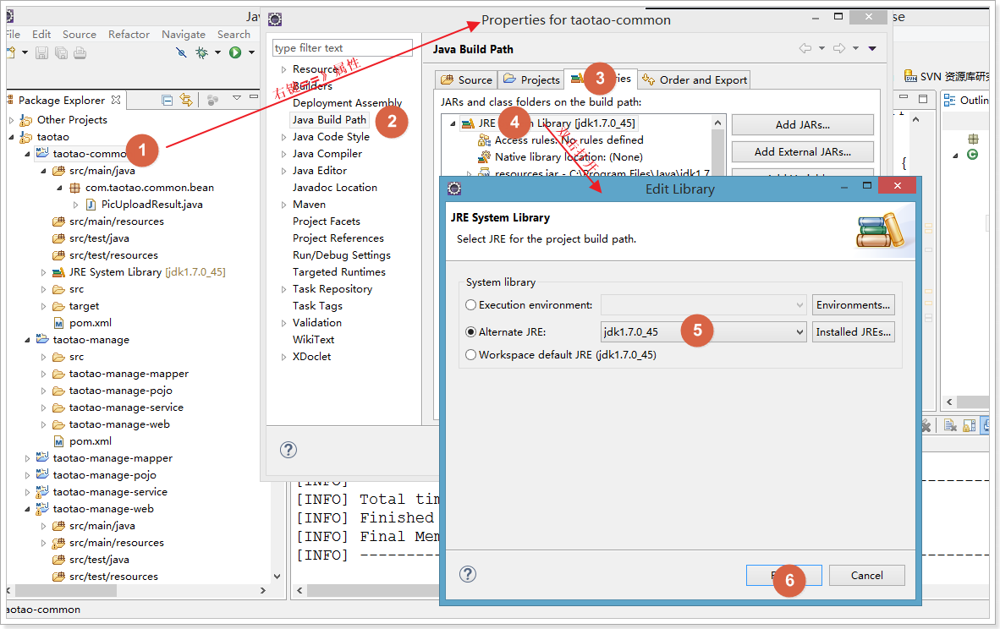 Jav
Properties for taotao-common
se
File Edit Source Refactor Navigate Search
type filter text
Java Build Path
SVN 资源库研究
Package Explorer
Outlin
Other Projects
taotao
taotao-commo
src/main/java
com.taotao.common.bean
PicUploadResult.java
src/main/resources
src/test/java
src/test/resources
JRE System Library [jdk1.7.0_45]
src
target
pom.xml
taotao-manage
src
taotao-manage-mapper
taotao-manage-pojo
taotao-manage-service
taotao-manage-web
pom.xml
taotao-manage-mapper
taotao-manage-pojo
taotao-manage-service
taotao-manage-web
src/main/java
src/main/resources
src/test/java
src/test/resources
aotao-common
1
右键==》属性
Resource
Builders
Deployment Assembly
Java Build Path
2
Java Code Style
Java Compiler
Java Editor
Javadoc Location
Maven
Project Facets
Project References
Run/Debug Settings
Targeted Runtimes
Task Repository
Task Tags
Validation
WikiText
XDoclet
Source Projects 3 ries Order and Export
JARs and class folders on the build path:
JRE 4 m Library [jdk1.7.0_45]
Access rules: No rules defined
Native library location: (None)
resources.jar - C:\Program Files\Java\jdk1.7
双击打开
Add JARs...
Add External JARs...
{
Edit Library
JRE System Library
Select JRE for the project build path.
System library
Execution environment:
Environments...
Alternate JRE:
jdk1.7.0_45
5
Installed JREs...
Workspace default JRE (jdk1.7.0_45)
6
Cancel
[INFO]
[INFO] Total tim
[INFO] Finished
[INFO] Final Mem
[INFO] ---------